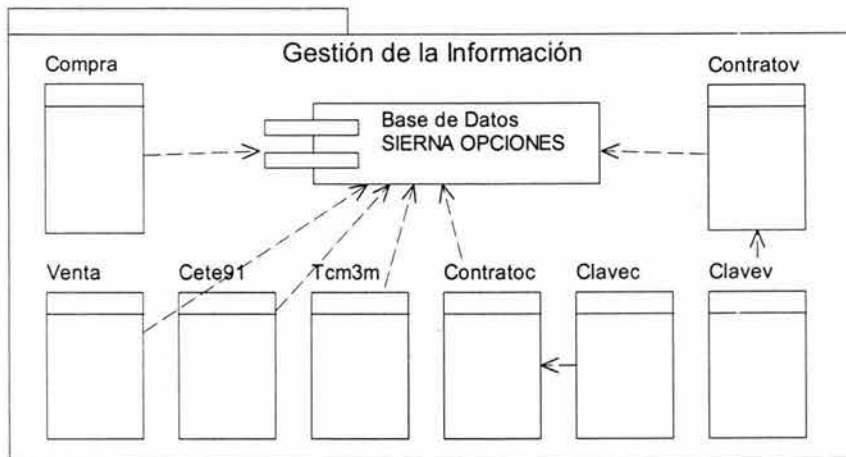 Gestión de la Información
Compra
Contratov
Base de Datos
SIERNA OPCIONES
Venta
Cete91
Tcm3m
Contratoc
Clavec
Clavev